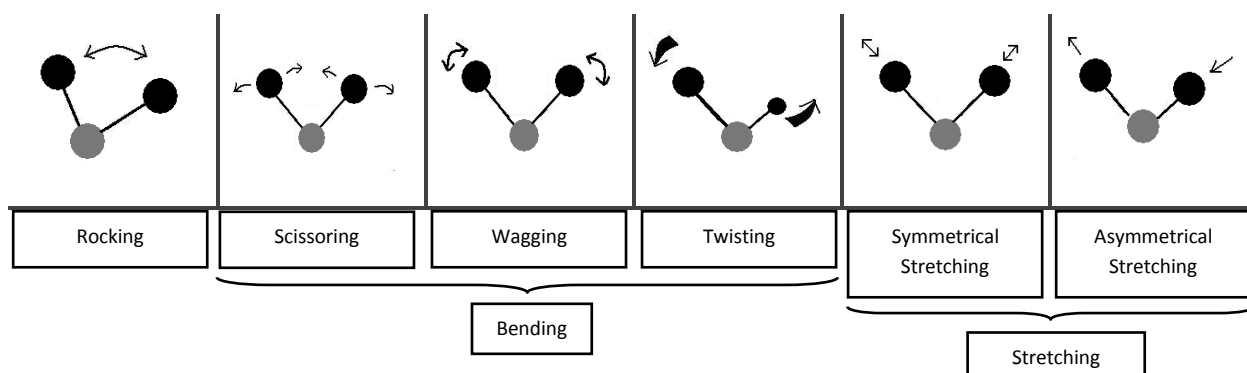 Rocking
Scissoring
Wagging
Twisting
Symmetrical
Stretching
Asymmetrical
Stretching
Bending
Stretching